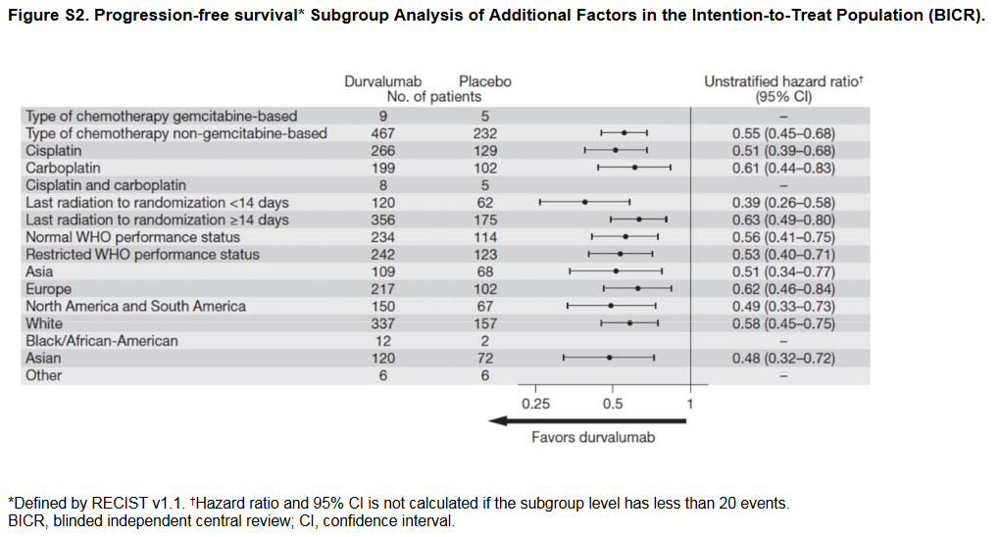 Figure S2. Progression-free survival* Subgroup Analysis of Additional Factors in the Intention-to-Treat Population (BICR).
Durvalumab Placebo Unstratified hazard ratio†
No. of patients (95% CI)
Type of chemotherapy gemcitabine-based 9 5 –
Type of chemotherapy non-gemcitabine-based 467 232 0.55 (0.45–0.68)
Cisplatin 266 129 0.51 (0.39–0.68)
Carboplatin 199 102 0.61 (0.44–0.83)
Cisplatin and carboplatin 8 5 –
Last radiation to randomization <14 days 120 62 0.39 (0.26–0.58)
Last radiation to randomization ≥14 days 356 175 0.63 (0.49–0.80)
Normal WHO performance status 234 114 0.56 (0.41–0.75)
Restricted WHO performance status 242 123 0.53 (0.40–0.71)
Asia 109 68 0.51 (0.34–0.77)
Europe 217 102 0.62 (0.46–0.84)
North America and South America 150 67 0.49 (0.33–0.73)
White 337 157 0.58 (0.45–0.75)
Black/African-American 12 2 –
Asian 120 72 0.48 (0.32–0.72)
Other 6 6 –
0.25 0.5 1
Favors durvalumab
*Defined by RECIST v1.1. †Hazard ratio and 95% CI is not calculated if the subgroup level has less than 20 events.
BICR, blinded independent central review; CI, confidence interval.